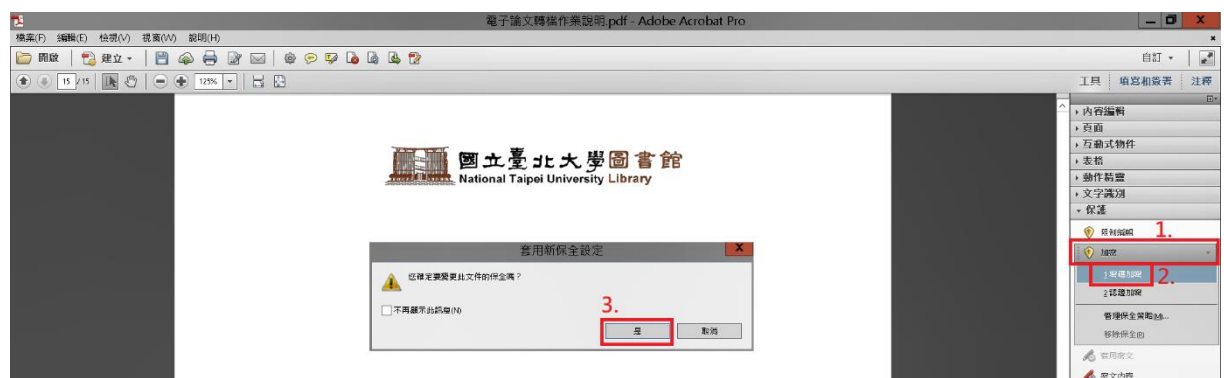 電子論文轉檔作業說明.pdf - Adobe Acrobat Pro
檔案(F) 編輯(E) 檢視(V) 視窗(W) 說明(H)
開啟 建立 自訂
15 / 15 125% 工具 填寫和簽署 注釋
內容編輯
頁面
互動式物件
表格
動作精靈
文字識別
保護
限制編輯 1.
加密
1 密碼加密 2.
2 認證加密
管理保全策略(M)...
移除保全(R)
套用密文
密文內容
國立臺北大學圖書館
National Taipei University Library
套用新保全設定
您確定要變更此文件的保全嗎?
不再顯示此訊息(N)
3.
是 取消